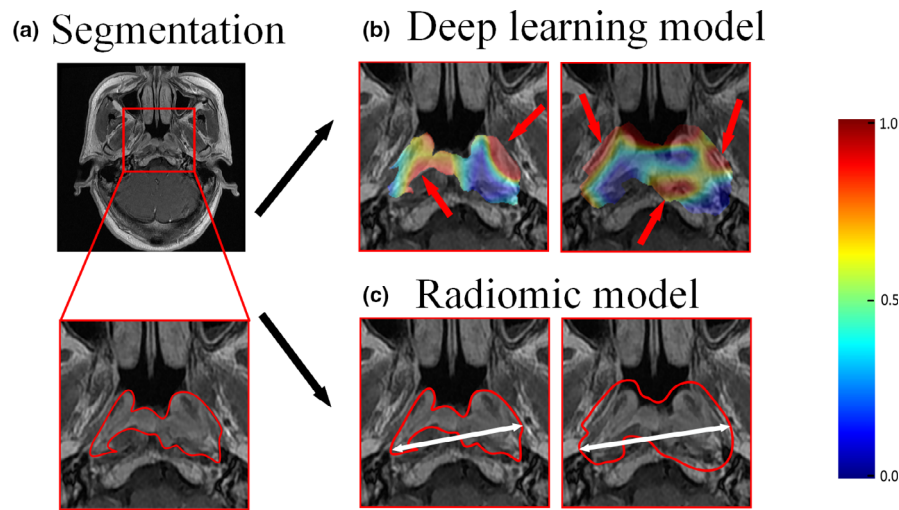 (a) Segmentation
(b) Deep learning model
(c) Radiomic model
1.0
0.5
0.0